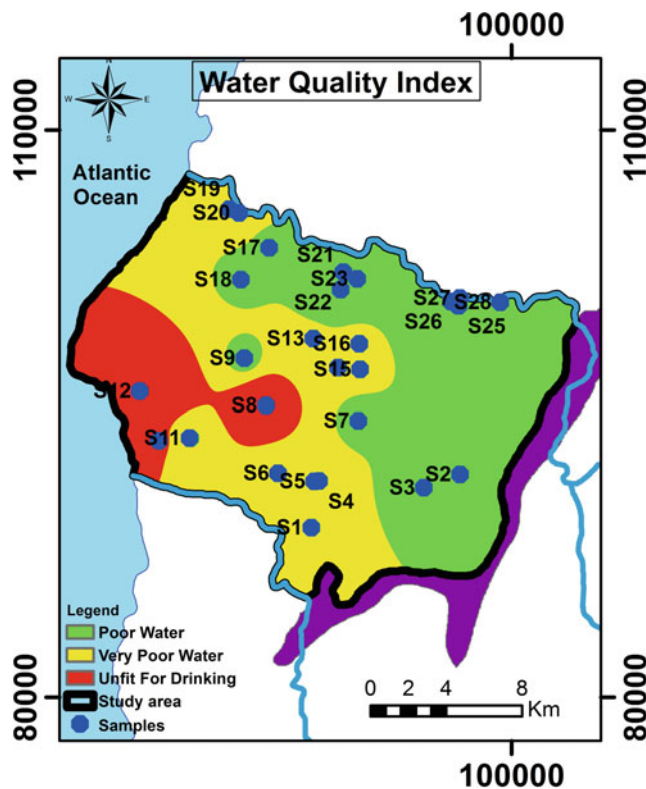 100000
Water Quality Index
N
W E
S
110000
110000
Atlantic
Ocean
S19
S20
S17
S21
S18
S23
S22
S27
S28
S26
S25
S13
S16
S9
S15
S12
S8
S7
S11
S6
S5
S2
S3
S4
S1
Legend
Poor Water
Very Poor Water
Unfit For Drinking
Study area
Samples
0 2 4 8
Km
80000
80000
100000